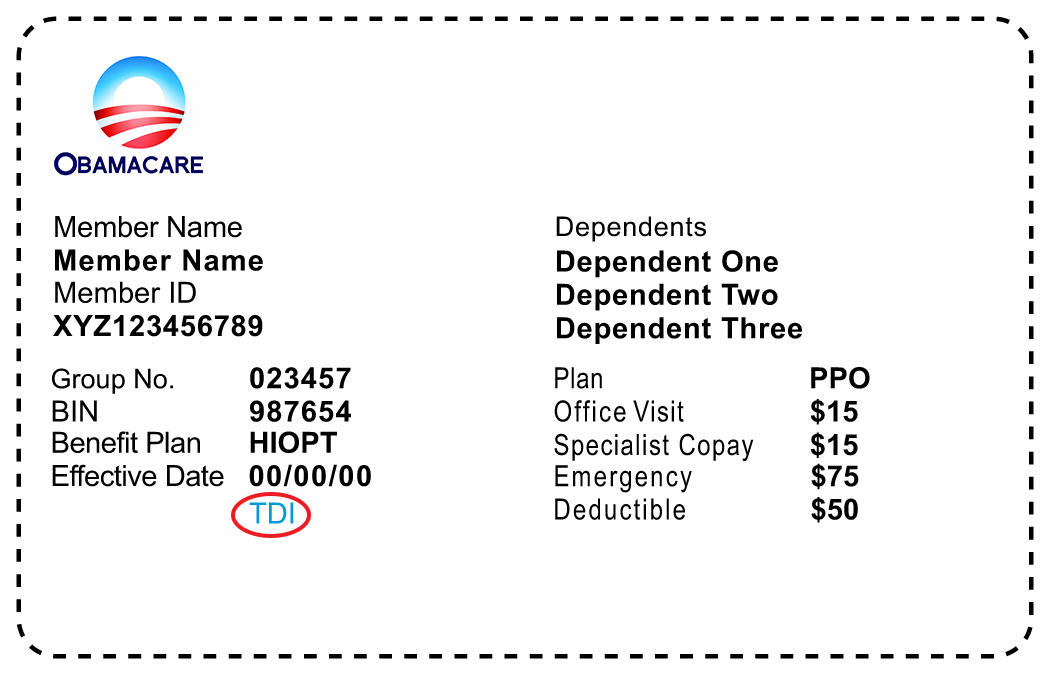 OBAMACARE
Member Name
Member Name
Member ID
XYZ123456789
Dependents
Dependent One
Dependent Two
Dependent Three
Group No. 023457
BIN 987654
Benefit Plan HIOPT
Effective Date 00/00/00
TDI
Plan PPO
Office Visit $15
Specialist Copay $15
Emergency $75
Deductible $50